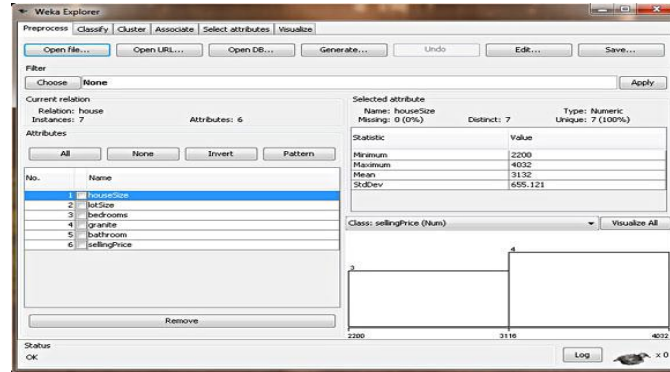 Weka Explorer
Preprocess Classify Cluster Associate Select attributes Visualize
Open file... Open URL... Open DB... Generate... Undo Edit... Save...
Filter
Choose None Apply
Current relation
Relation: house
Instances: 7 Attributes: 6
Attributes
All None Invert Pattern
No. Name
1 houseSize
2 lotSize
3 bedrooms
4 granite
5 bathroom
6 sellingPrice
Remove
Selected attribute
Name: houseSize Type: Numeric
Missing: 0 (0%) Distinct: 7 Unique: 7 (100%)
Statistic Value
Minimum 2200
Maximum 4032
Mean 3132
StdDev 655.121
Class: sellingPrice (Num) Visualize All
4
3
2200 3116 4032
Status
OK Log x 0